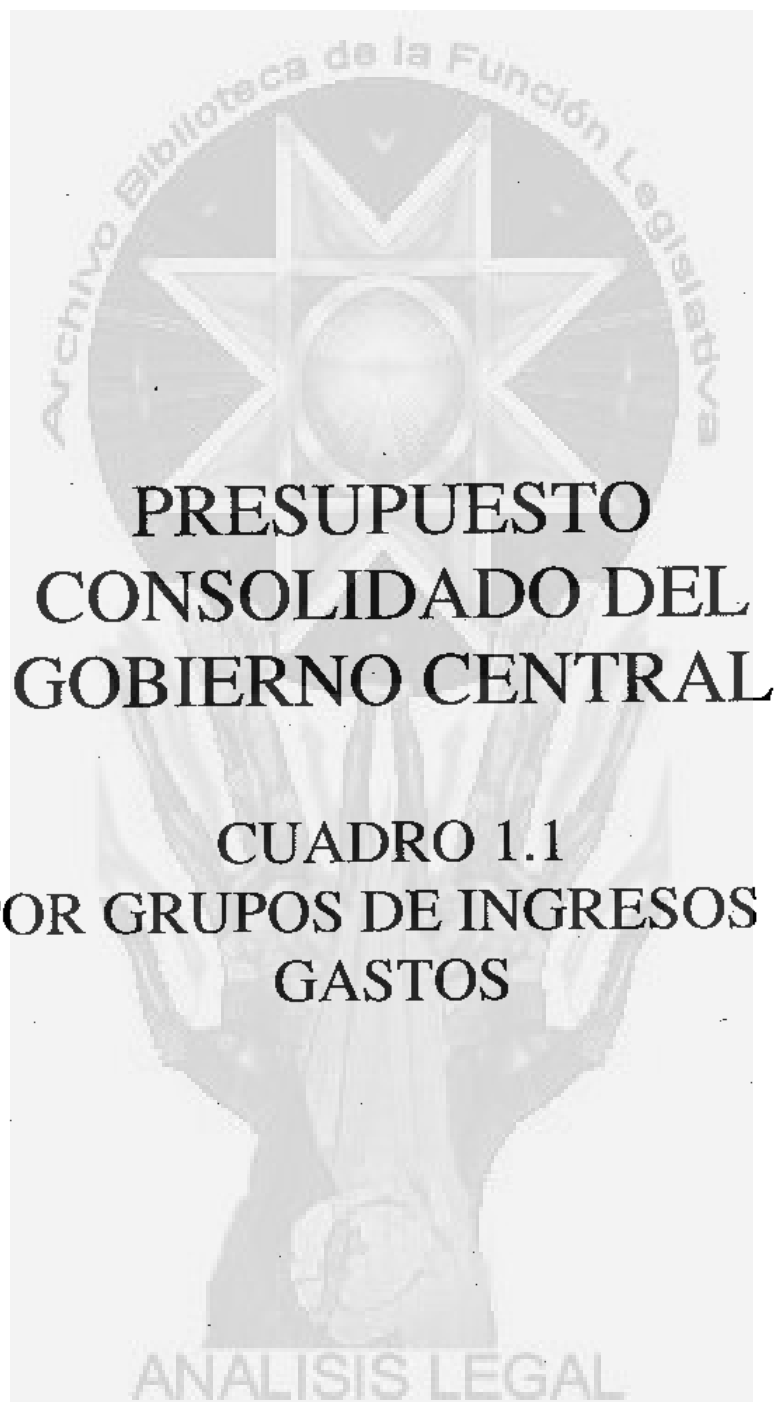 Archivo Biblioteca de la Función Legislativa
PRESUPUESTO
CONSOLIDADO DEL
GOBIERNO CENTRAL
CUADRO 1.1
OR GRUPOS DE INGRESOS
GASTOS
ANALISIS LEGAL